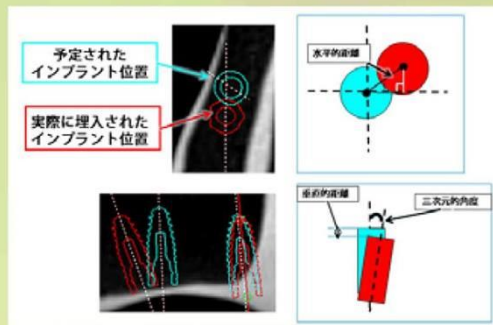 予定された
インプラント位置
実際に埋入された
インプラント位置
水平的距離
垂直的距離
三次元的角度